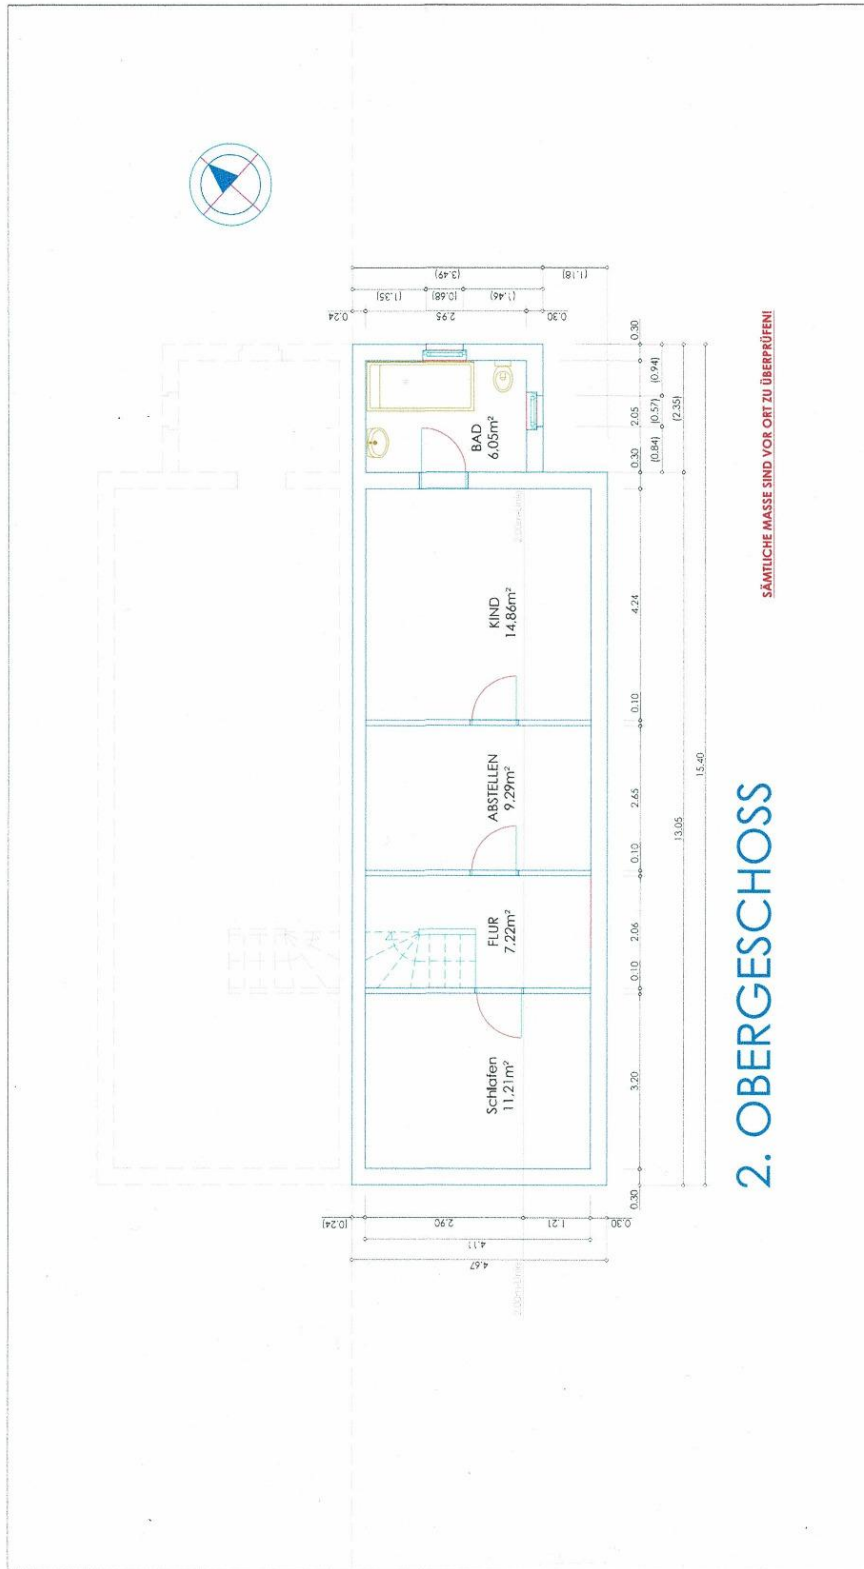 (0.24)
2.90
1.21
0.30
4.11
4.67
2.00m-Linie
Schlafen
11.21m²
FLUR
7.22m²
ABSTELLEN
9.29m²
KIND
14.86m²
BAD
6,05m²
0.24
2.95
0.30
(1.35)
(0.68)
(1.46)
(3.49)
(1.18)
0.30
3.20
0.10
2.06
0.10
2.65
0.10
4.24
0.30
2.05
0.30
(0.84)
(0.57)
(0.94)
13.05
(2.35)
15.40
2. OBERGESCHOSS
SÄMTLICHE MASSE SIND VOR ORT ZU ÜBERPRÜFEN!